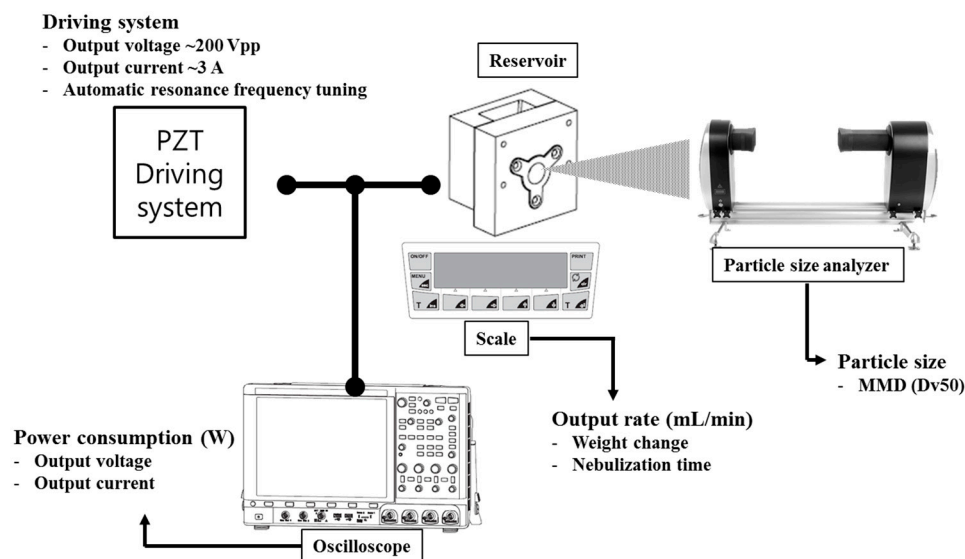 Driving system
- Output voltage ~200 Vpp
- Output current ~3 A
- Automatic resonance frequency tuning
PZT
Driving
system
Reservoir
ON/OFF
PRINT
MENU
T
T
Particle size analyzer
Scale
Particle size
- MMD (Dv50)
Output rate (mL/min)
- Weight change
- Nebulization time
Power consumption (W)
- Output voltage
- Output current
Oscilloscope